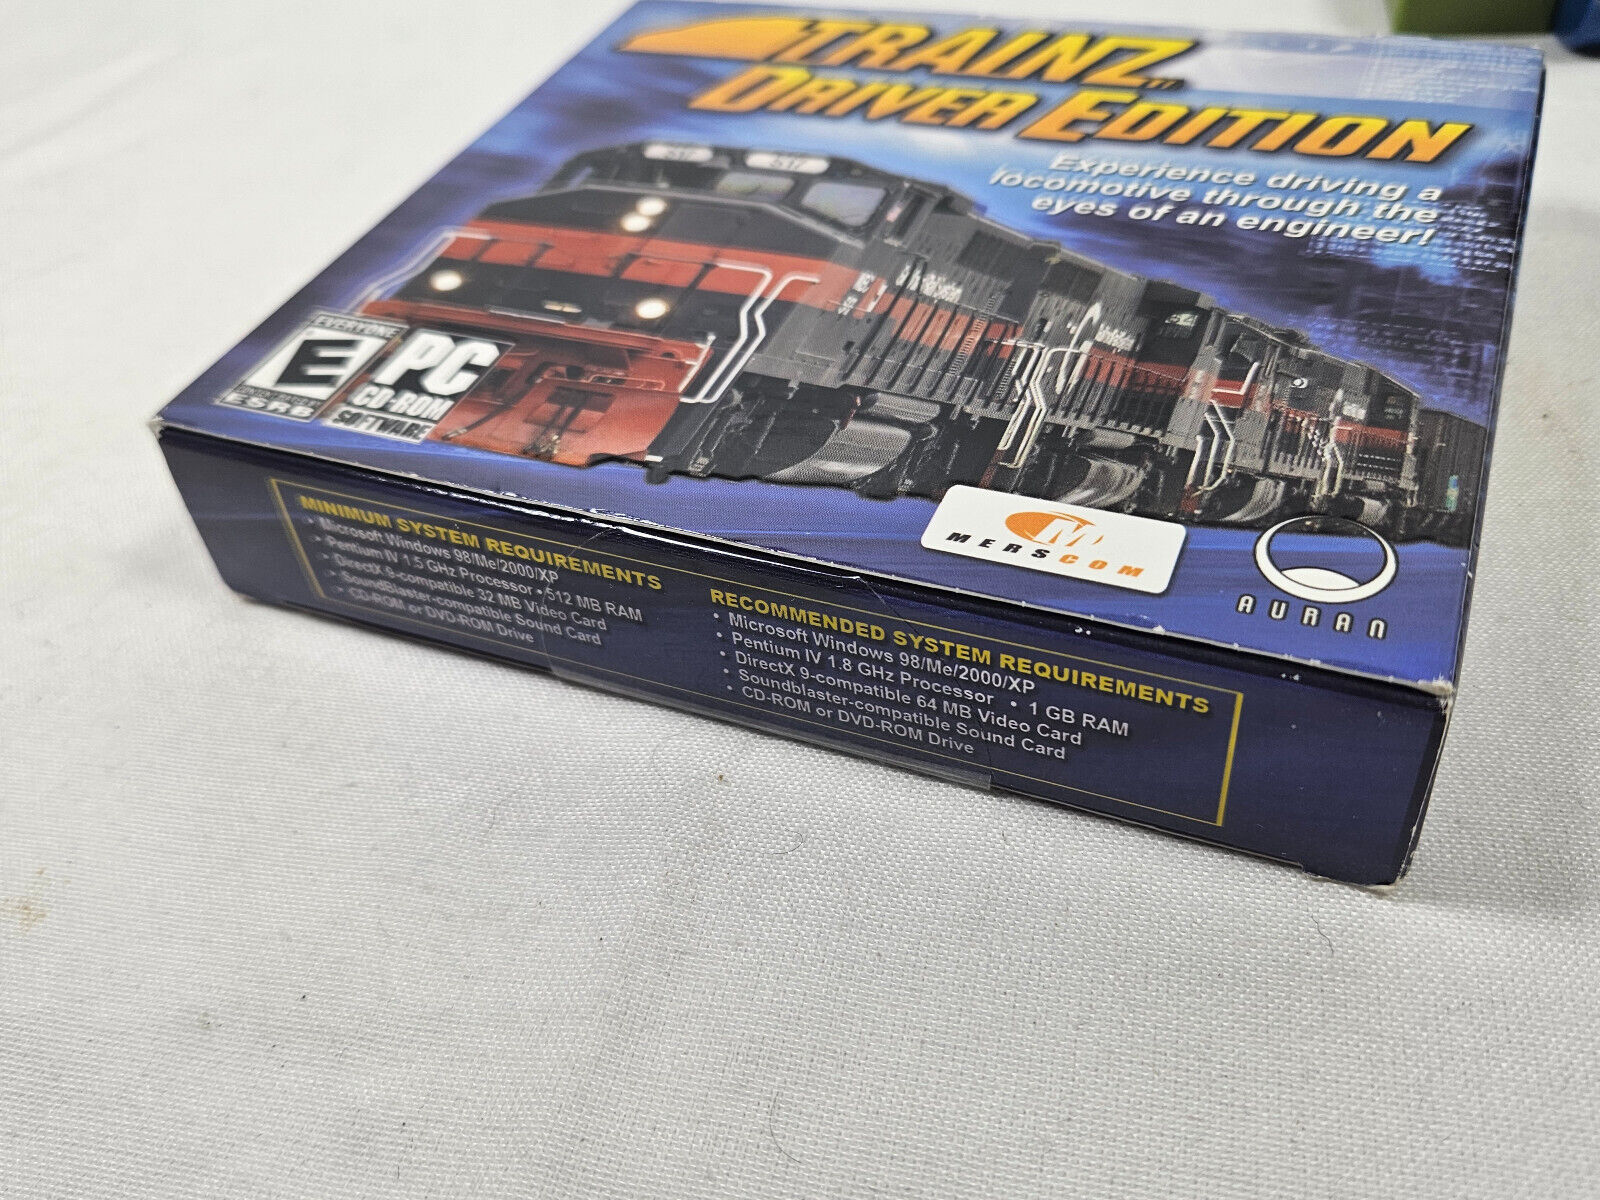 TRAINZ
DRIVER EDITION
Experience driving a
locomotive through the
eyes of an engineer!
EVERYONE
E
ESRB
PC
CD-ROM
SOFTWARE
M
MERSCOM
AURAN
MINIMUM SYSTEM REQUIREMENTS
• Microsoft Windows 98/Me/2000/XP
• Pentium IV 1.5 GHz Processor • 512 MB RAM
• DirectX 9-compatible 32 MB Video Card
• SoundBlaster-compatible Sound Card
• CD-ROM or DVD-ROM Drive
RECOMMENDED SYSTEM REQUIREMENTS
• Microsoft Windows 98/Me/2000/XP
• Pentium IV 1.8 GHz Processor • 1 GB RAM
• DirectX 9-compatible 64 MB Video Card
• Soundblaster-compatible Sound Card
• CD-ROM or DVD-ROM Drive